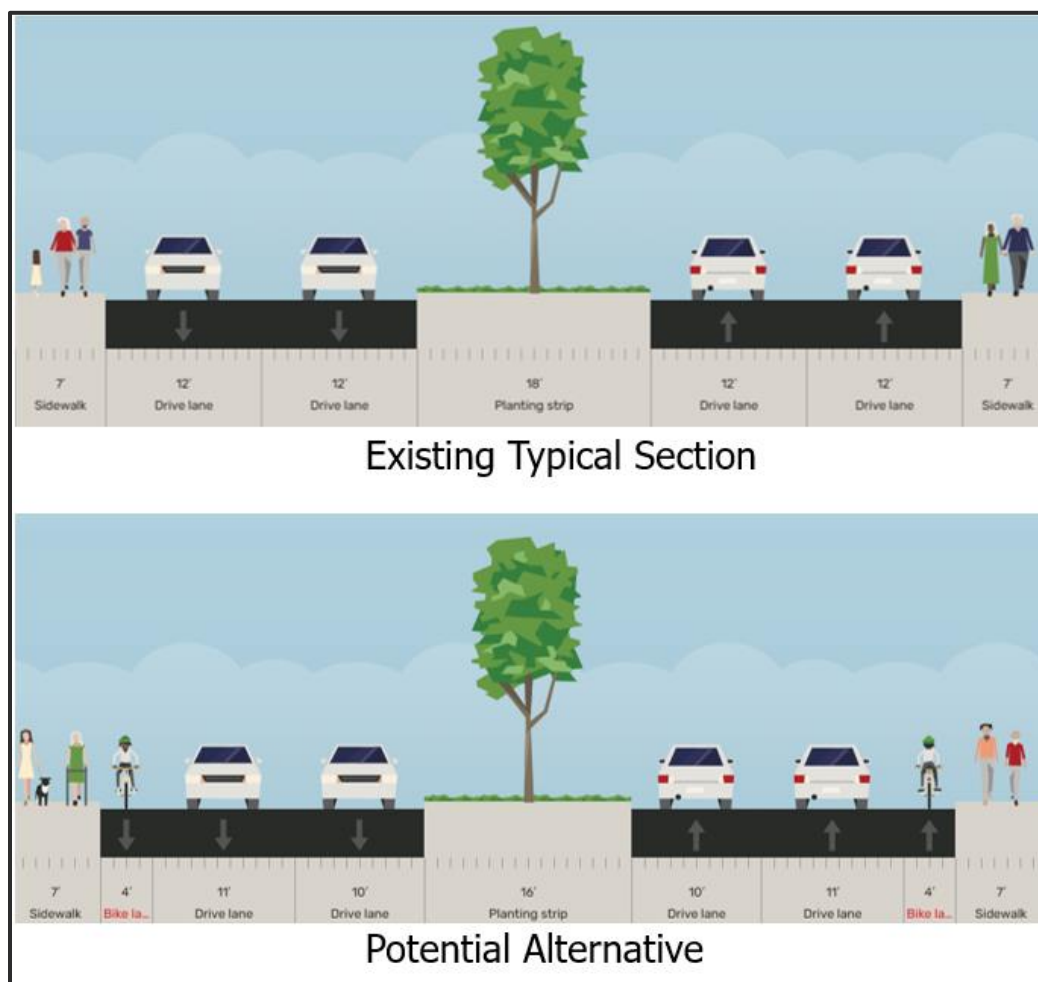 7' 12' 12' 18' 12' 12' 7'
Sidewalk Drive lane Drive lane Planting strip Drive lane Drive lane Sidewalk
Existing Typical Section
7' 4' 11' 10' 16' 10' 11' 4' 7'
Sidewalk Bike la... Drive lane Drive lane Planting strip Drive lane Drive lane Bike la... Sidewalk
Potential Alternative